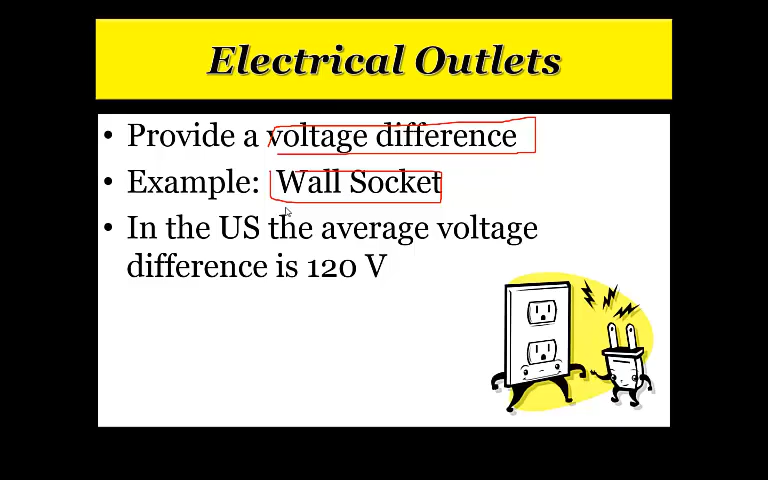 Electrical Outlets
• Provide a voltage difference
• Example: Wall Socket
• In the US the average voltage
difference is 120 V